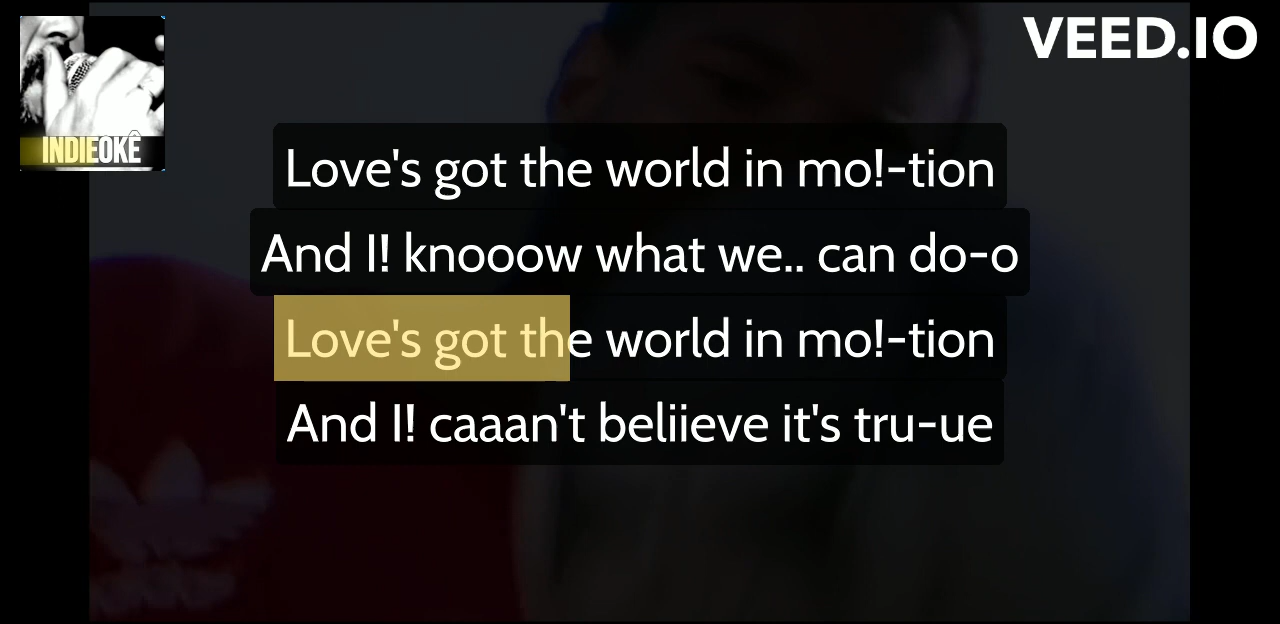 VEED.IO
INDIEOKÊ
Love's got the world in mo!-tion
And I! knooow what we.. can do-o
Love's got the world in mo!-tion
And I! caaan't beliieve it's tru-ue